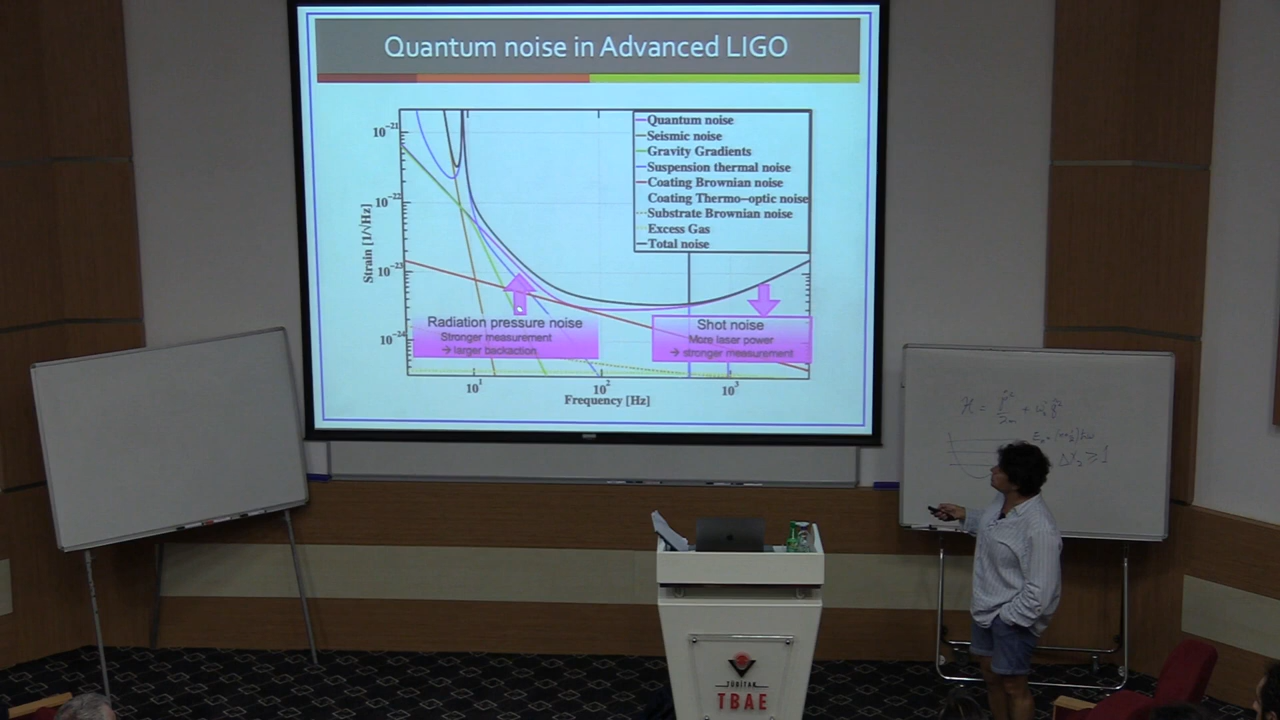 Quantum noise in Advanced LIGO
Quantum noise
Seismic noise
Gravity Gradients
Suspension thermal noise
Coating Brownian noise
Coating Thermo-optic noise
Substrate Brownian noise
Excess Gas
Total noise
Strain [1/√Hz]
10⁻²¹
10⁻²²
10⁻²³
10⁻²⁴
Radiation pressure noise
Stronger measurement
→ larger backaction
Shot noise
More laser power
→ stronger measurement
10¹
10²
10³
Frequency [Hz]
ΔX₂ ≥ 1
TÜBİTAK
TBAE